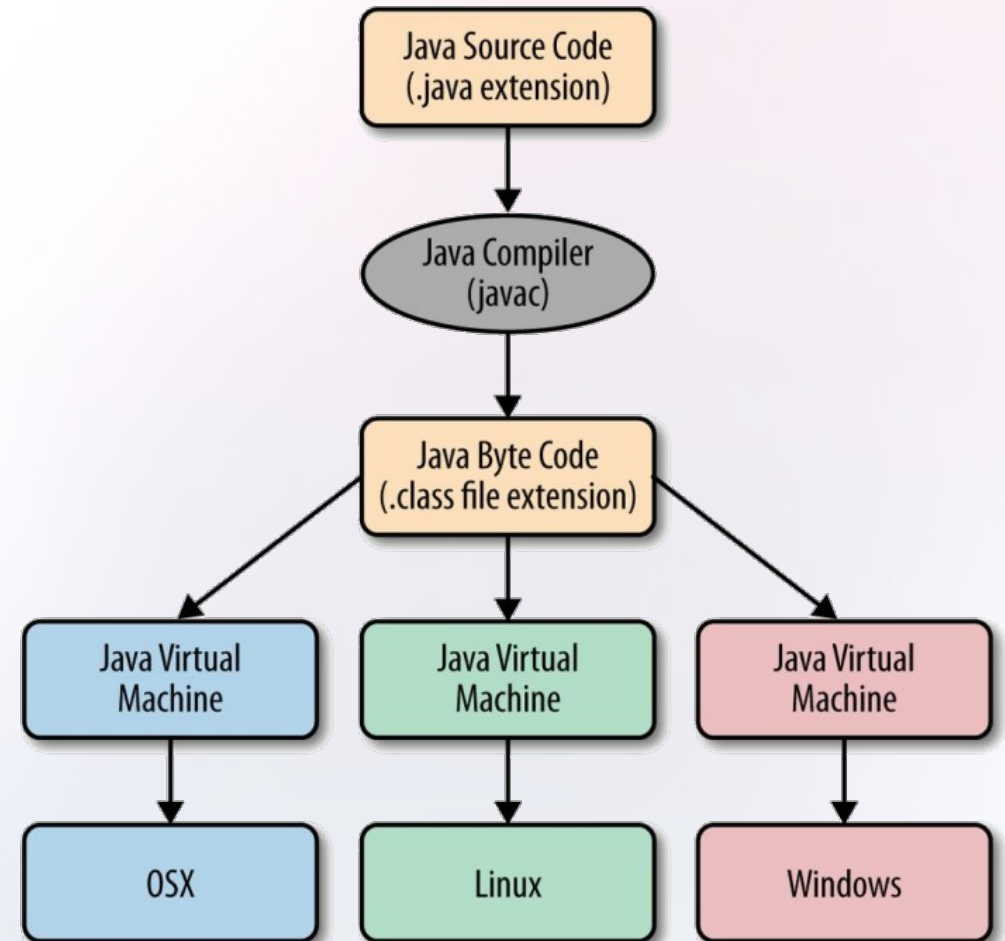 Java Source Code
(.java extension)
Java Compiler
(javac)
Java Byte Code
(.class file extension)
Java Virtual
Machine
Java Virtual
Machine
Java Virtual
Machine
OSX
Linux
Windows